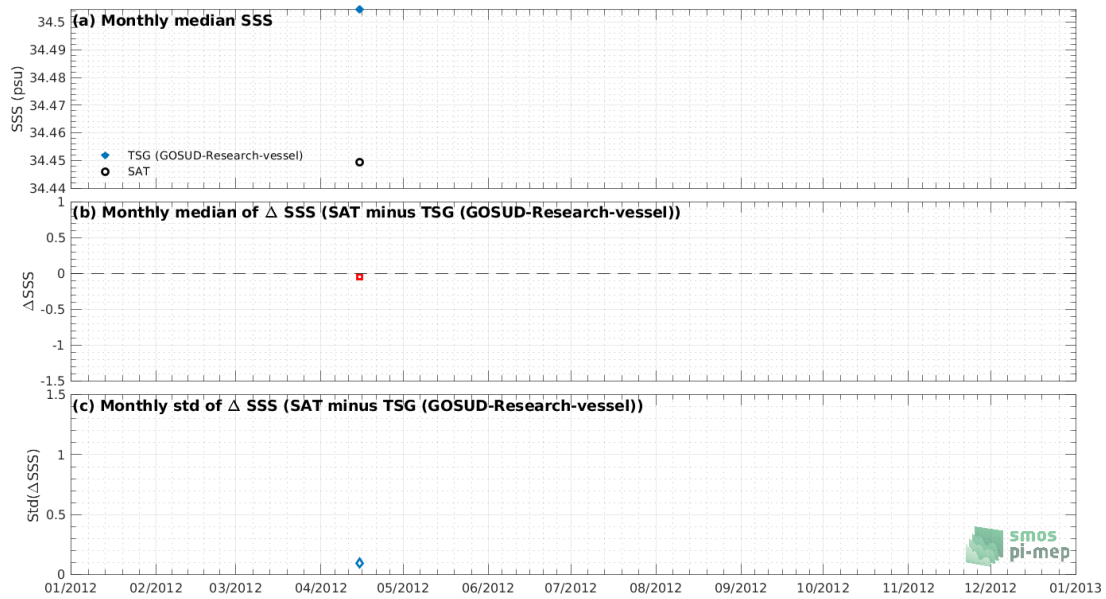 (a) Monthly median SSS
34.5
34.49
34.48
34.47
34.46
34.45
34.44
SSS (psu)
TSG (GOSUD-Research-vessel)
SAT
(b) Monthly median of Δ SSS (SAT minus TSG (GOSUD-Research-vessel))
1
0.5
0
-0.5
-1
-1.5
ΔSSS
(c) Monthly std of Δ SSS (SAT minus TSG (GOSUD-Research-vessel))
1.5
1
0.5
0
Std(ΔSSS)
smos
pi-mep
01/2012 02/2012 03/2012 04/2012 05/2012 06/2012 07/2012 08/2012 09/2012 10/2012 11/2012 12/2012 01/2013